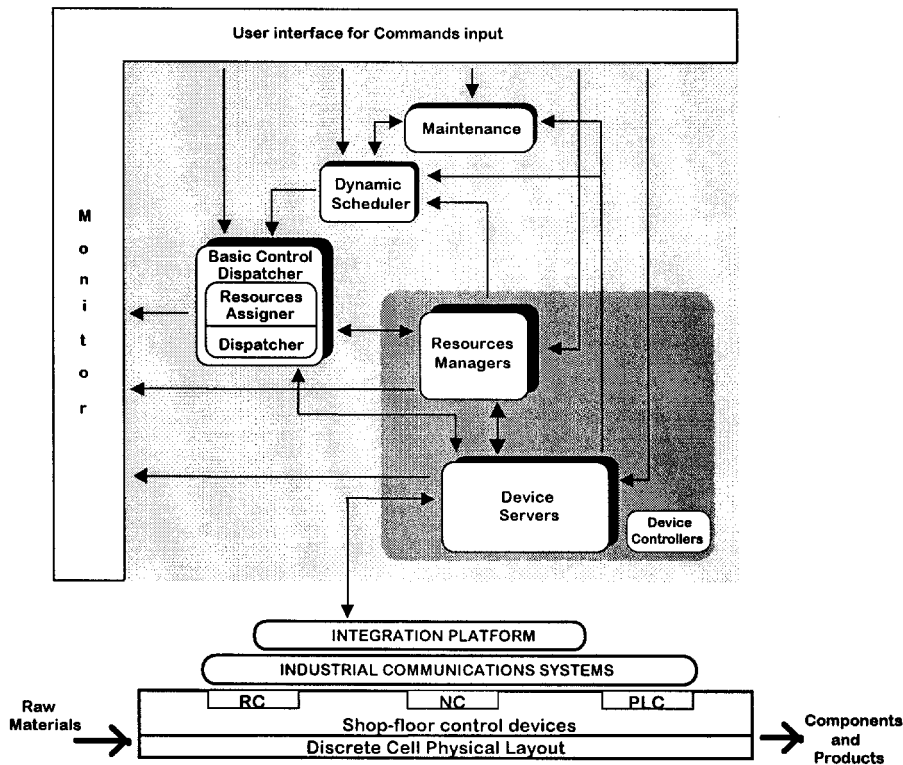 User interface for Commands input
Maintenance
Dynamic
Scheduler
Monitor
Basic Control
Dispatcher
Resources
Assigner
Dispatcher
Resources
Managers
Device
Servers
Device
Controllers
INTEGRATION PLATFORM
INDUSTRIAL COMMUNICATIONS SYSTEMS
RC NC PLC
Raw
Materials
Shop-floor control devices
Discrete Cell Physical Layout
Components
and
Products